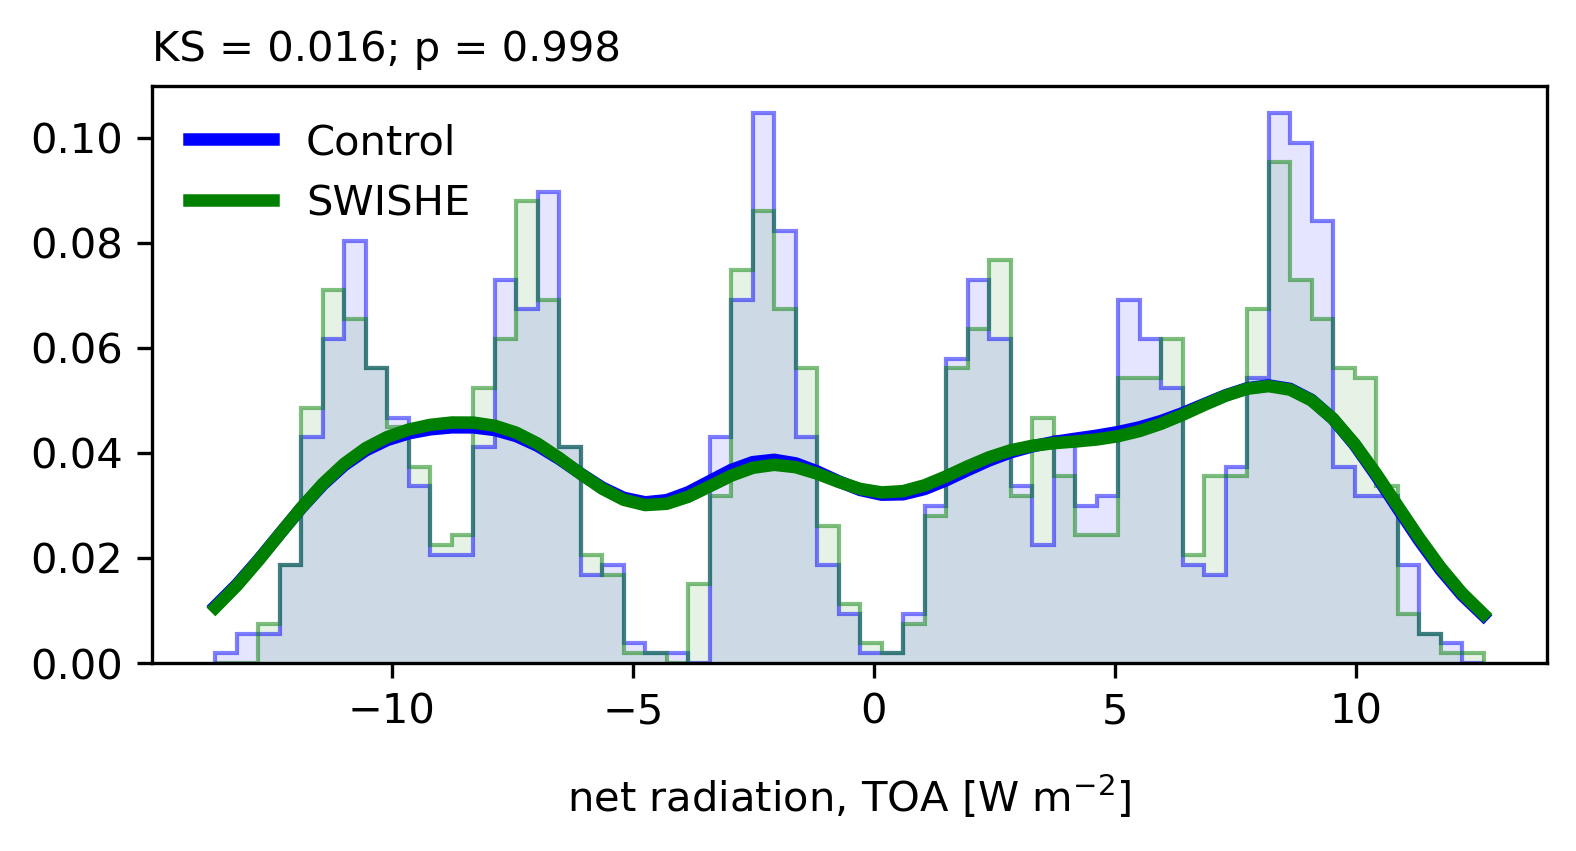 KS = 0.016; p = 0.998
Control
SWISHE
0.10
0.08
0.06
0.04
0.02
0.00
−10 −5 0 5 10
net radiation, TOA [W m⁻²]